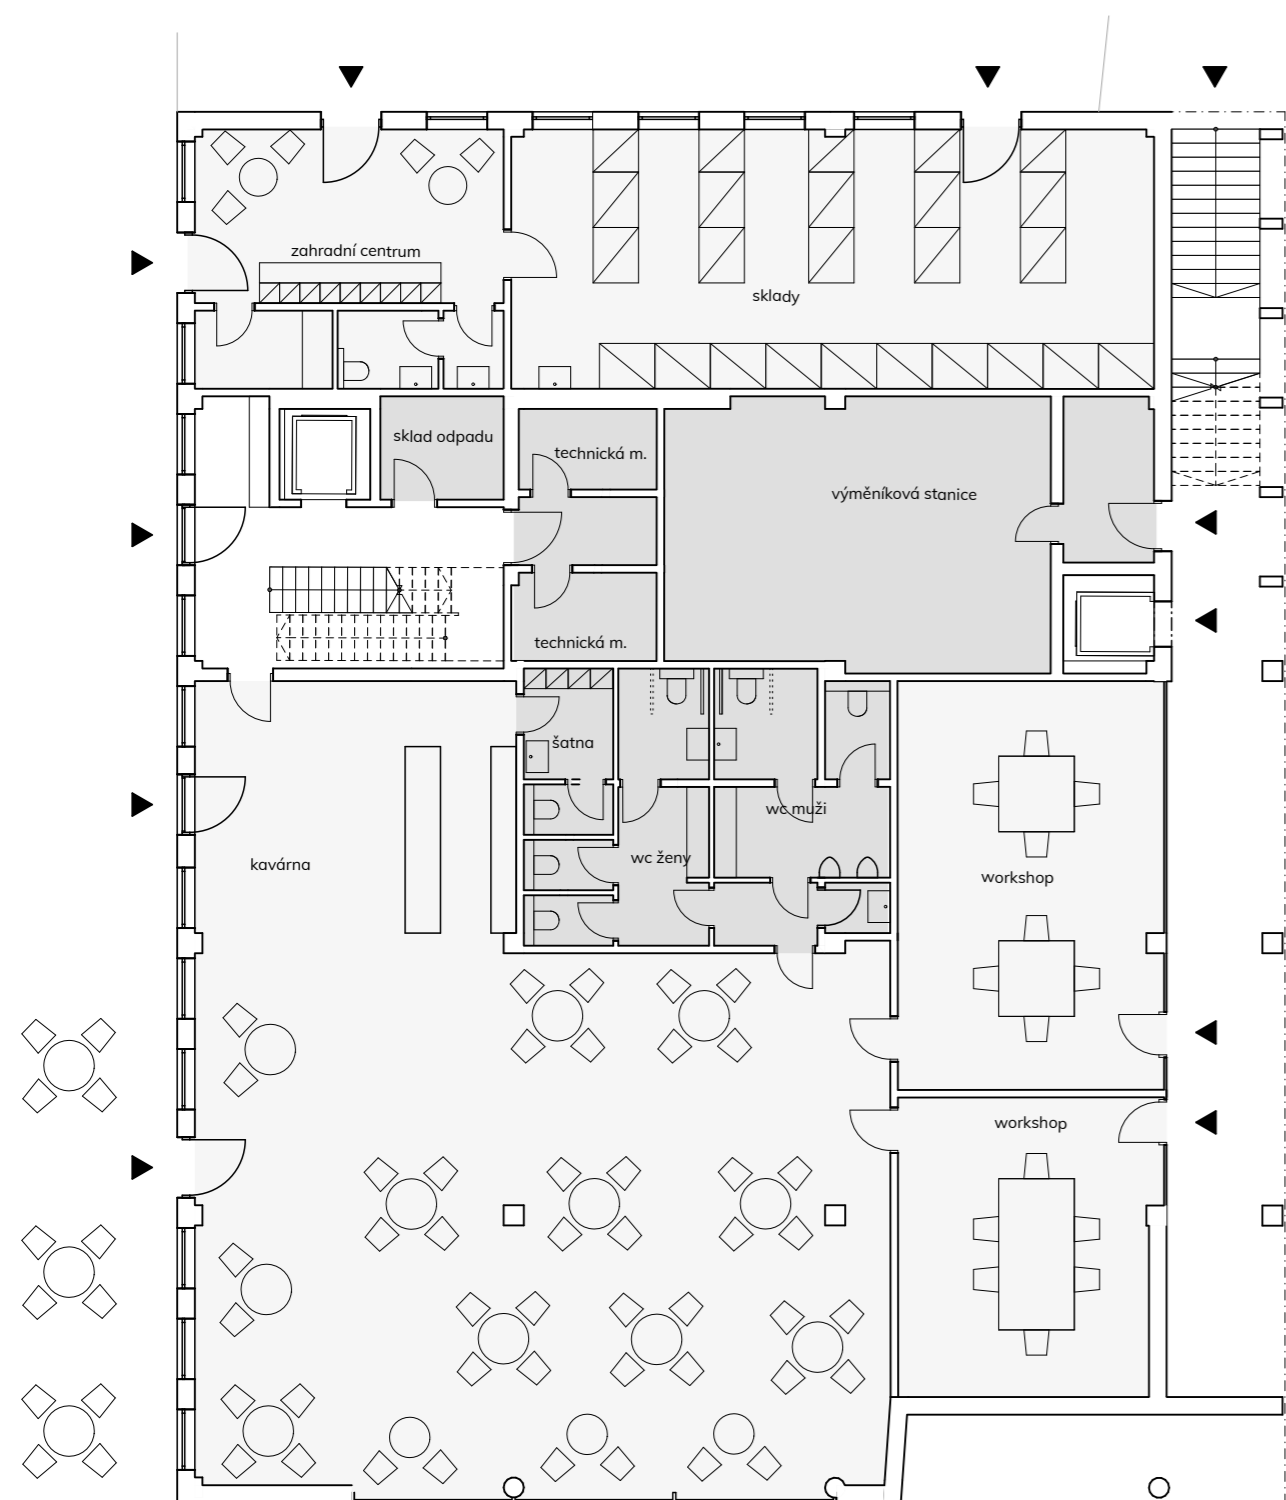 zahradní centrum
sklady
sklad odpadu
technická m.
výměníková stanice
technická m.
šatna
wc muži
wc ženy
kavárna
workshop
workshop